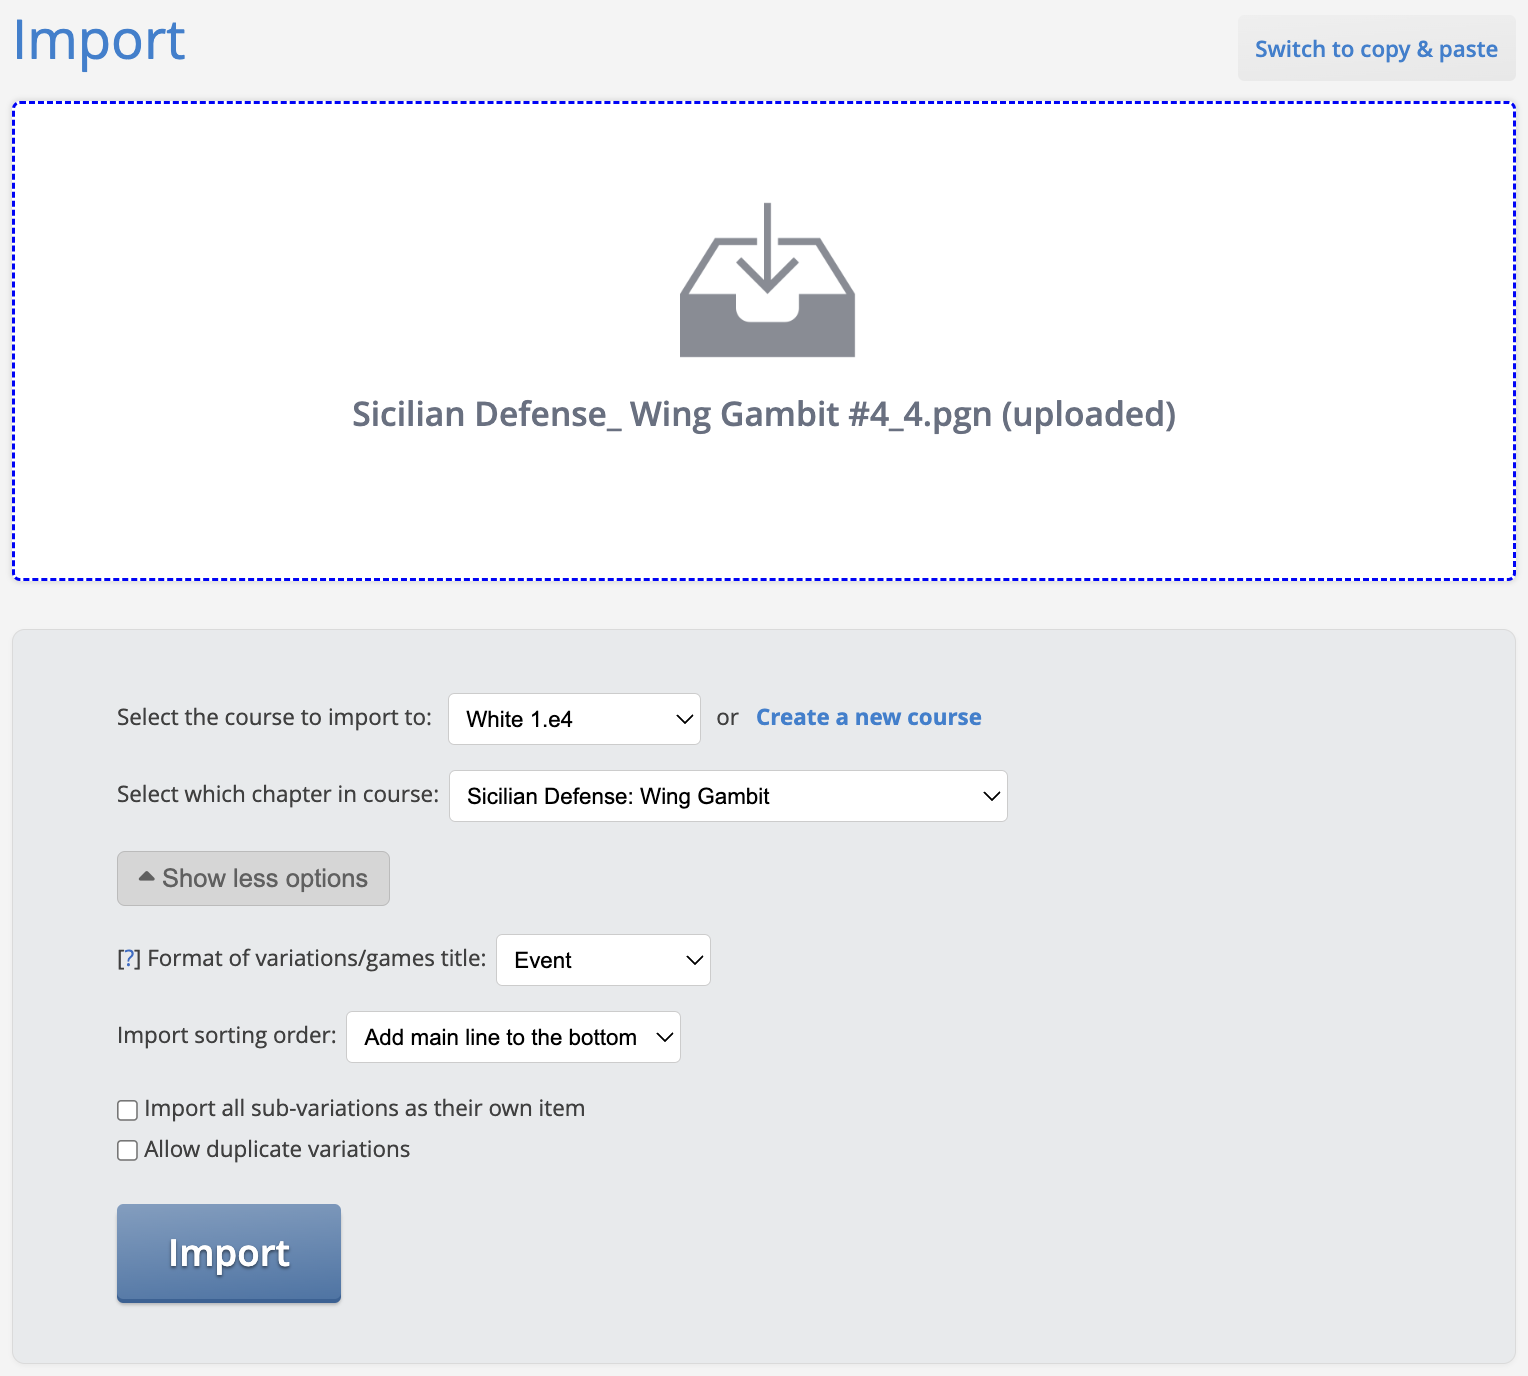 Import
Switch to copy & paste
Sicilian Defense_ Wing Gambit #4_4.pgn (uploaded)
Select the course to import to: White 1.e4 or Create a new course
Select which chapter in course: Sicilian Defense: Wing Gambit
Show less options
[?] Format of variations/games title: Event
Import sorting order: Add main line to the bottom
Import all sub-variations as their own item
Allow duplicate variations
Import